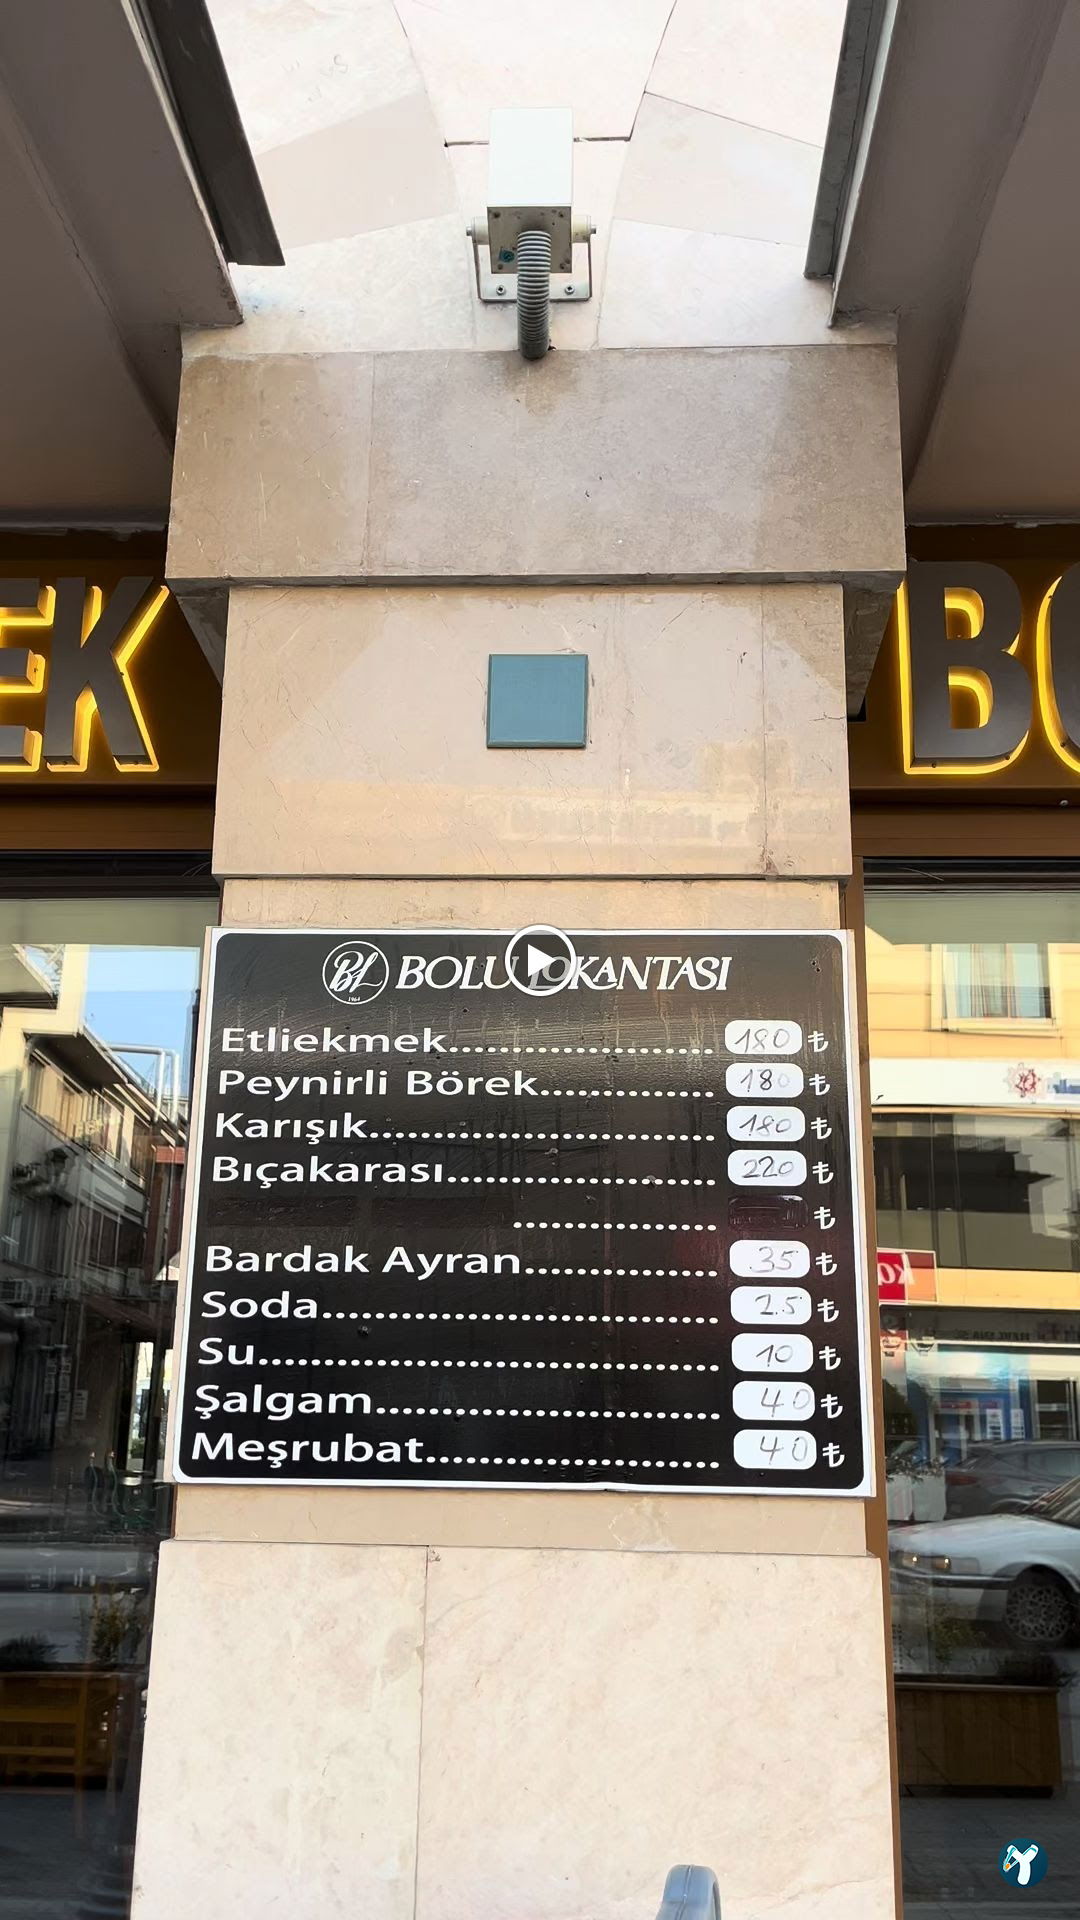 EK
BO
BL BOLU LOKANTASI
1964
Etliekmek........................ 180 ₺
Peynirli Börek............... 180 ₺
Karışık............................... 180 ₺
Bıçakarası........................ 220 ₺
.................. ₺
Bardak Ayran................. 35 ₺
Soda.................................. 25 ₺
Su........................................ 10 ₺
Şalgam.............................. 40 ₺
Meşrubat.......................... 40 ₺